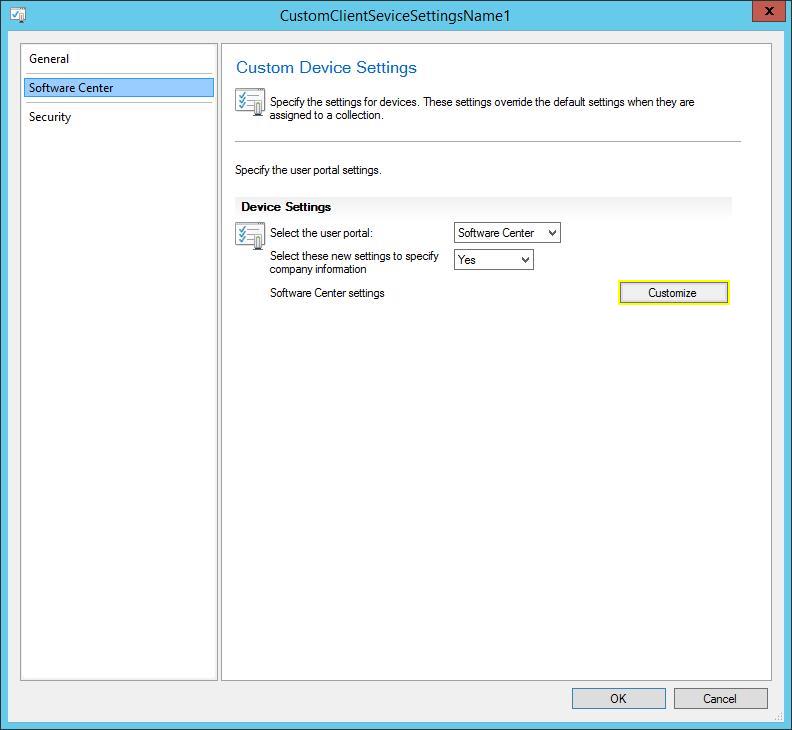 CustomClientSeviceSettingsName1
x
General
Software Center
Security
Custom Device Settings
Specify the settings for devices. These settings override the default settings when they are
assigned to a collection.
Specify the user portal settings.
Device Settings
Select the user portal:
Software Center
Select these new settings to specify
company information
Yes
Software Center settings
Customize
OK
Cancel